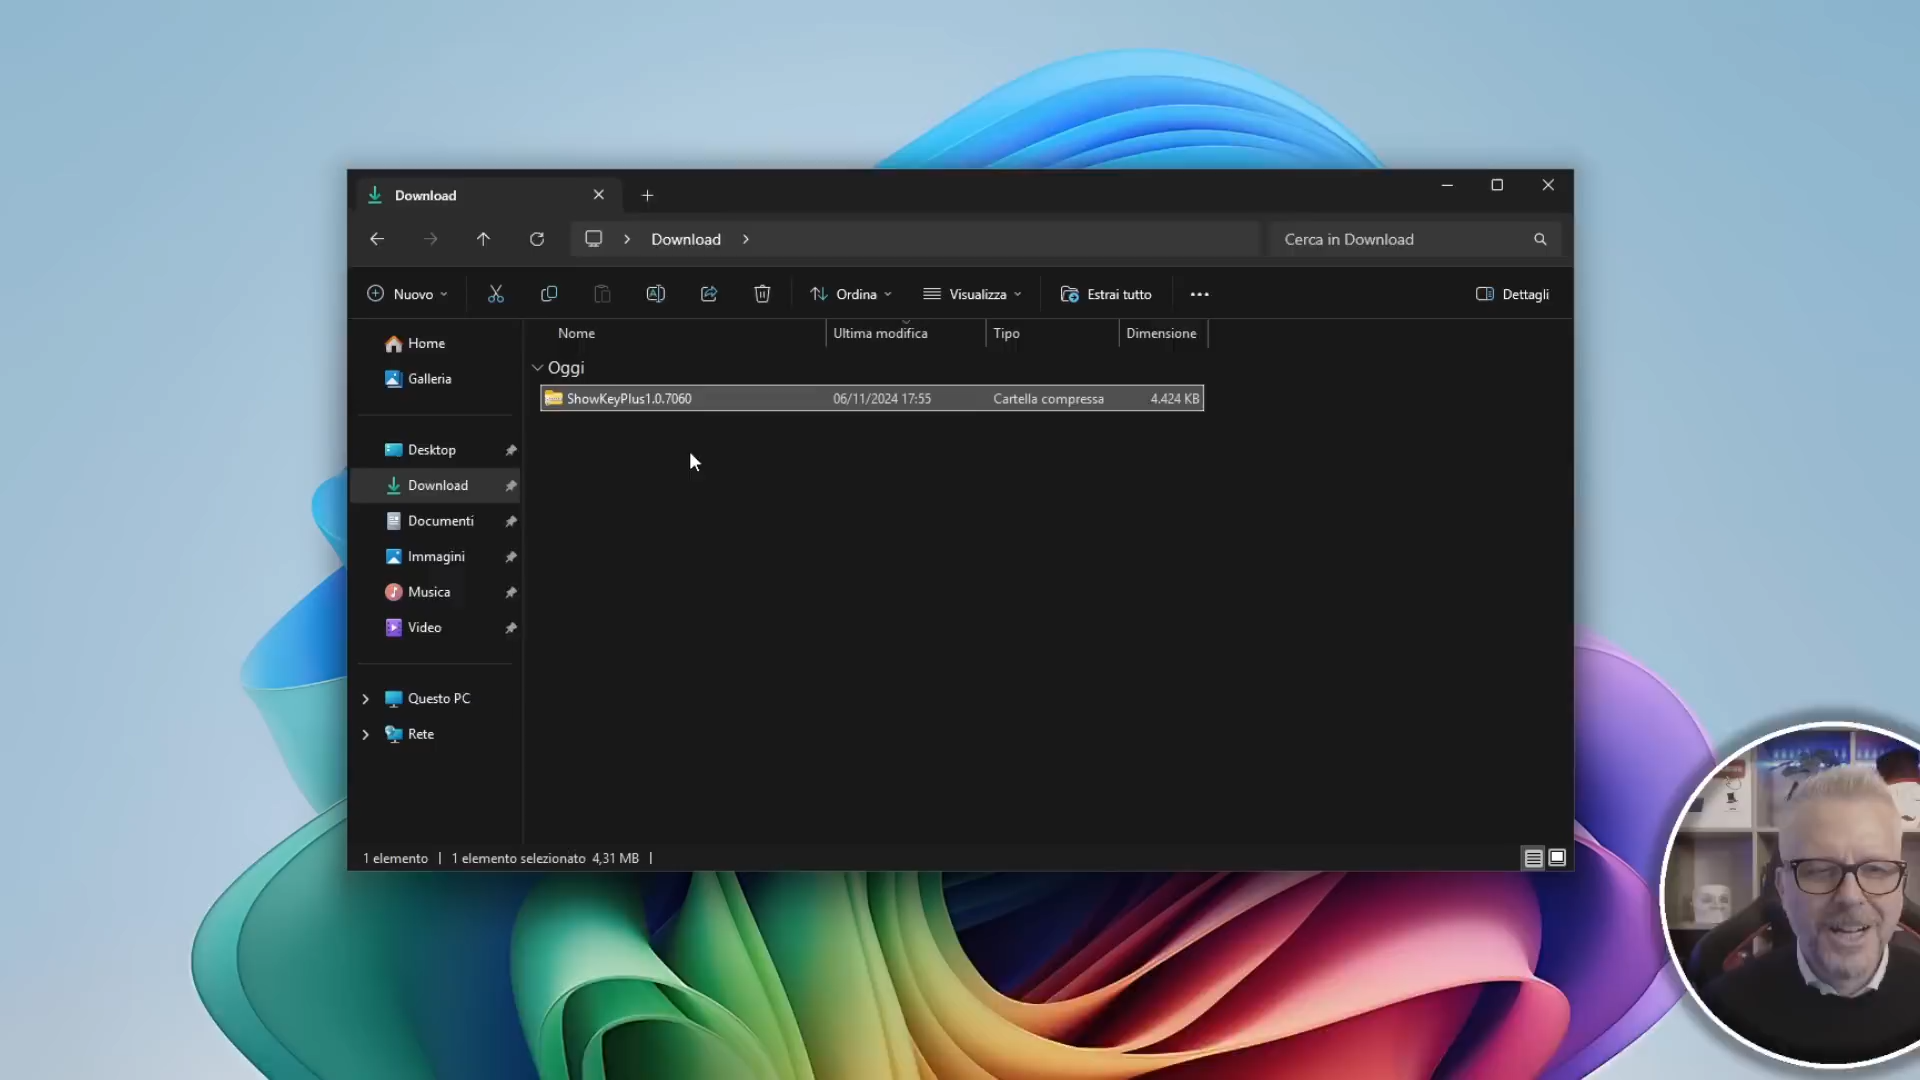 Download
Download
Cerca in Download
Nuovo
Ordina
Visualizza
Estrai tutto
Dettagli
Nome Ultima modifica Tipo Dimensione
Home
Galleria
Desktop
Download
Documenti
Immagini
Musica
Video
Questo PC
Rete
Oggi
ShowKeyPlus1.0.7060 06/11/2024 17:55 Cartella compressa 4.424 KB
1 elemento | 1 elemento selezionato 4,31 MB |